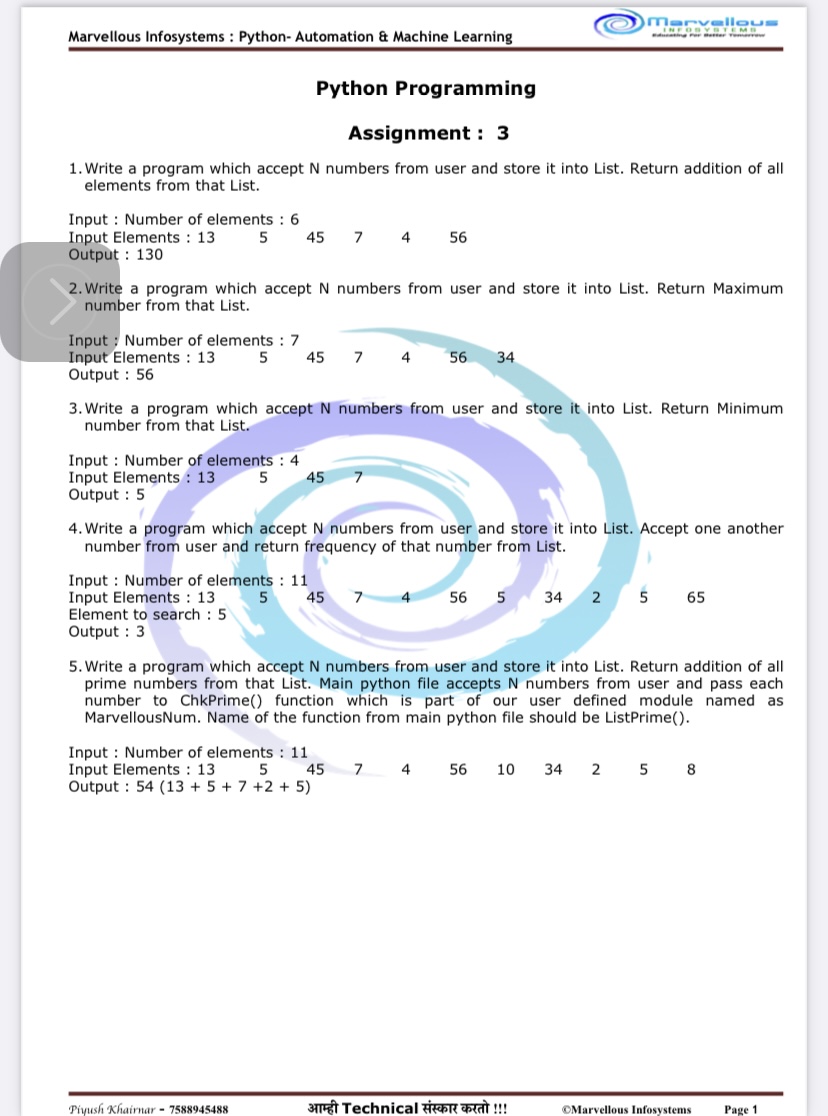 Marvellous Infosystems : Python- Automation & Machine Learning
Marvellous
INFOSYSTEMS
Educating For Better Tomorrow
Python Programming
Assignment : 3
1. Write a program which accept N numbers from user and store it into List. Return addition of all
elements from that List.
Input : Number of elements : 6
Input Elements : 13 5 45 7 4 56
Output : 130
2. Write a program which accept N numbers from user and store it into List. Return Maximum
number from that List.
Input : Number of elements : 7
Input Elements : 13 5 45 7 4 56 34
Output : 56
3. Write a program which accept N numbers from user and store it into List. Return Minimum
number from that List.
Input : Number of elements : 4
Input Elements : 13 5 45 7
Output : 5
4. Write a program which accept N numbers from user and store it into List. Accept one another
number from user and return frequency of that number from List.
Input : Number of elements : 11
Input Elements : 13 5 45 7 4 56 5 34 2 5 65
Element to search : 5
Output : 3
5. Write a program which accept N numbers from user and store it into List. Return addition of all
prime numbers from that List. Main python file accepts N numbers from user and pass each
number to ChkPrime() function which is part of our user defined module named as
MarvellousNum. Name of the function from main python file should be ListPrime().
Input : Number of elements : 11
Input Elements : 13 5 45 7 4 56 10 34 2 5 8
Output : 54 (13 + 5 + 7 +2 + 5)
Piyush Khairnar - 7588945488 आम्ही Technical संस्कार करतो !!! ©Marvellous Infosystems Page 1